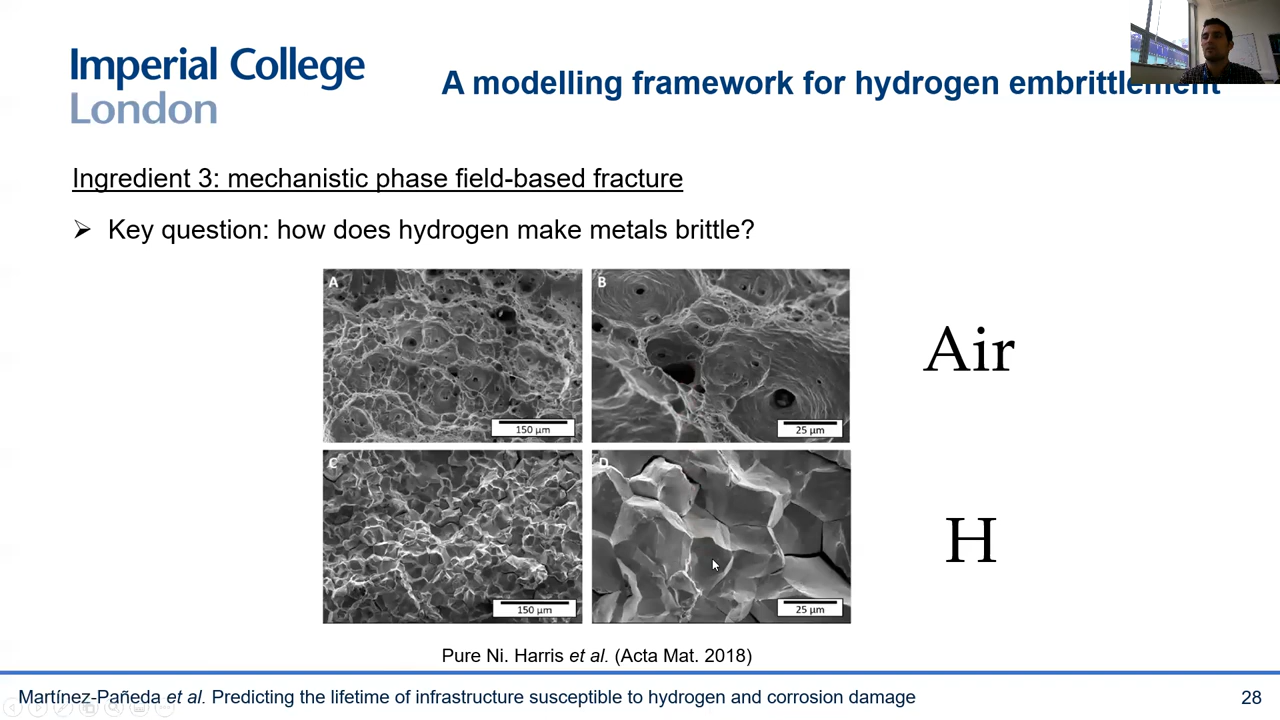 Imperial College
London
A modelling framework for hydrogen embrittlement
Ingredient 3: mechanistic phase field-based fracture
Key question: how does hydrogen make metals brittle?
A
B
150 µm
25 µm
Air
C
D
150 µm
25 µm
H
Pure Ni. Harris et al. (Acta Mat. 2018)
Martínez-Pañeda et al. Predicting the lifetime of infrastructure susceptible to hydrogen and corrosion damage
28